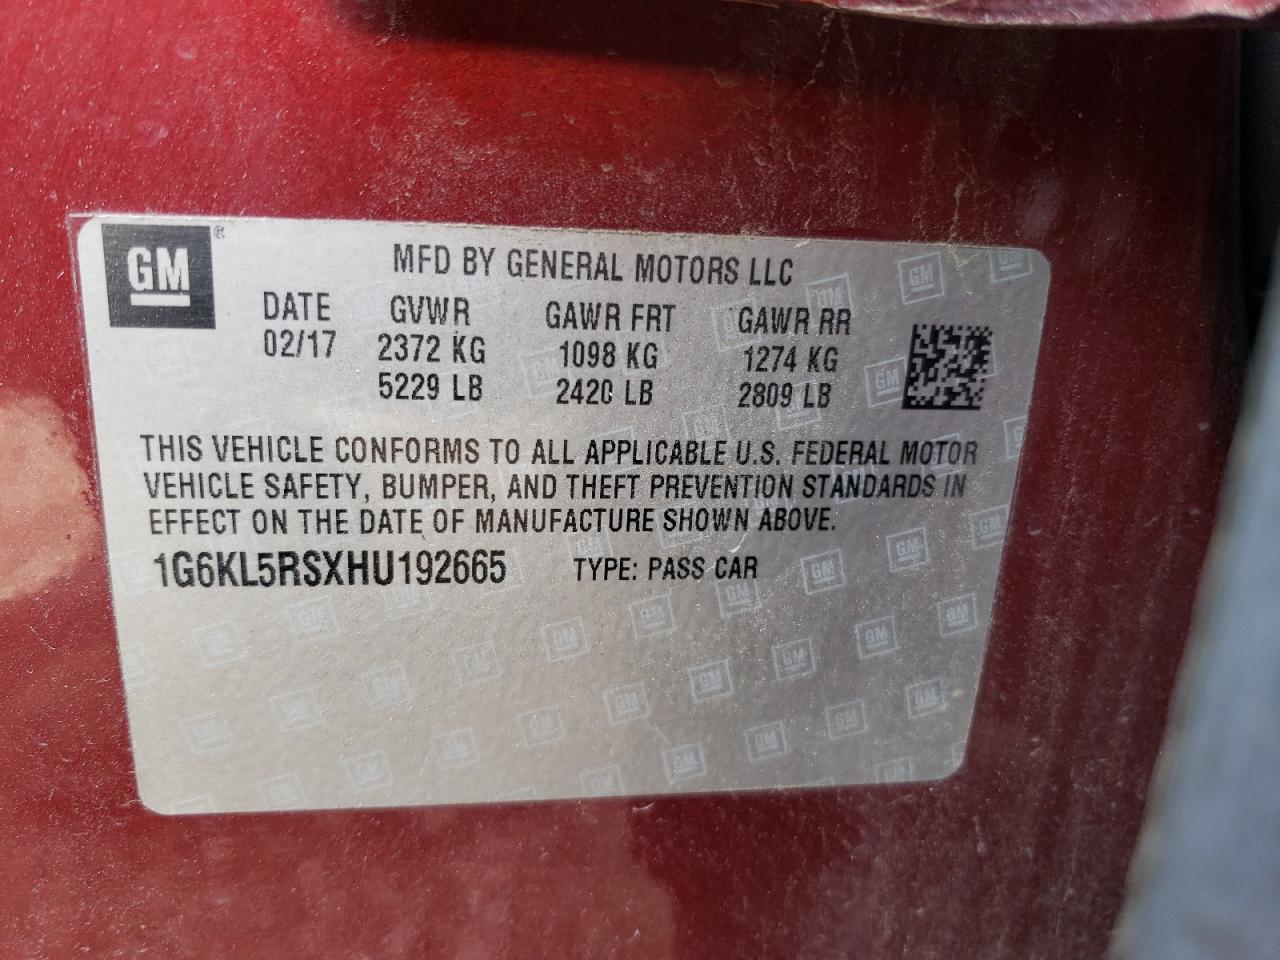 GM ®
MFD BY GENERAL MOTORS LLC
DATE GVWR GAWR FRT GAWR RR
02/17 2372 KG 1098 KG 1274 KG
5229 LB 2420 LB 2809 LB
THIS VEHICLE CONFORMS TO ALL APPLICABLE U.S. FEDERAL MOTOR
VEHICLE SAFETY, BUMPER, AND THEFT PREVENTION STANDARDS IN
EFFECT ON THE DATE OF MANUFACTURE SHOWN ABOVE.
1G6KL5RSXHU192665 TYPE: PASS CAR